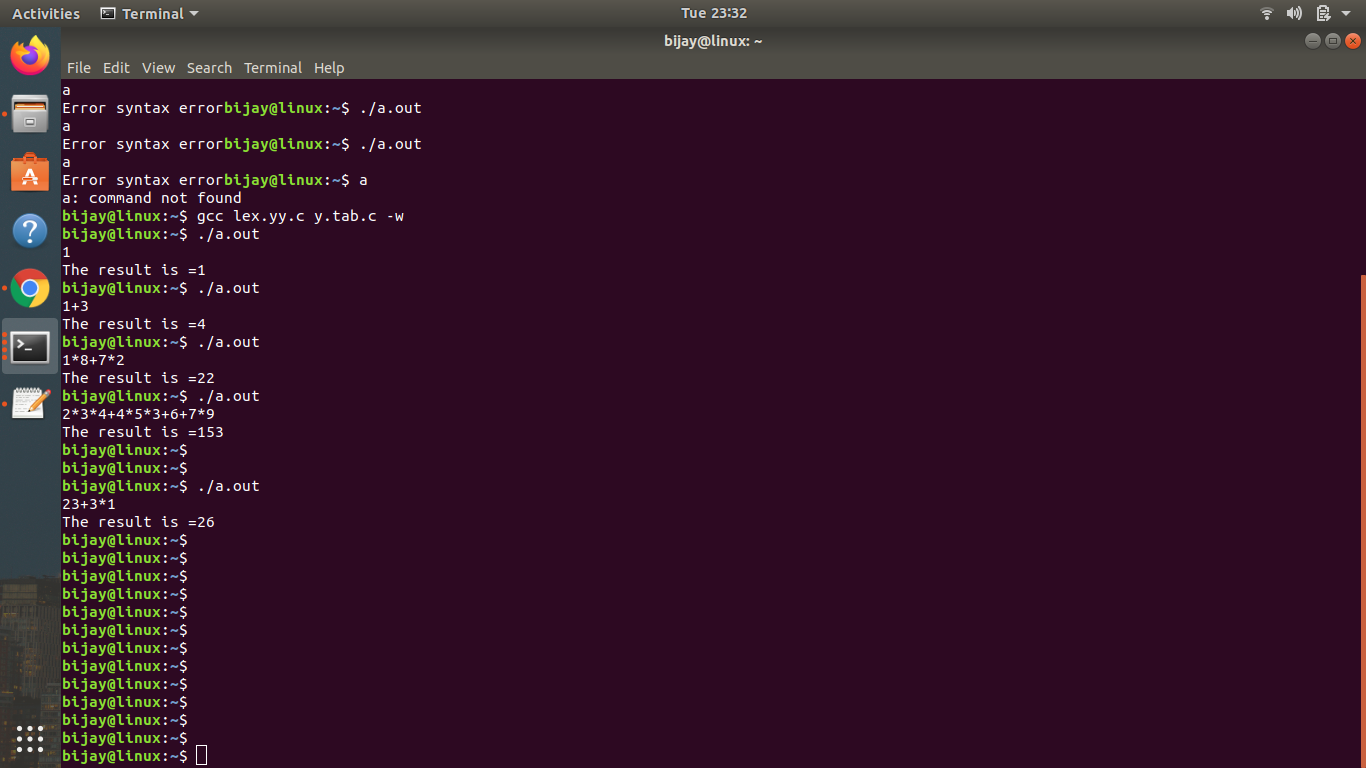 Activities Terminal Tue 23:32
bijay@linux: ~
File Edit View Search Terminal Help
a
Error syntax errorbijay@linux:~$ ./a.out
a
Error syntax errorbijay@linux:~$ ./a.out
a
Error syntax errorbijay@linux:~$ a
a: command not found
bijay@linux:~$ gcc lex.yy.c y.tab.c -w
bijay@linux:~$ ./a.out
1
The result is =1
bijay@linux:~$ ./a.out
1+3
The result is =4
bijay@linux:~$ ./a.out
1*8+7*2
The result is =22
bijay@linux:~$ ./a.out
2*3*4+4*5*3+6+7*9
The result is =153
bijay@linux:~$
bijay@linux:~$
bijay@linux:~$ ./a.out
23+3*1
The result is =26
bijay@linux:~$
bijay@linux:~$
bijay@linux:~$
bijay@linux:~$
bijay@linux:~$
bijay@linux:~$
bijay@linux:~$
bijay@linux:~$
bijay@linux:~$
bijay@linux:~$
bijay@linux:~$
bijay@linux:~$
bijay@linux:~$